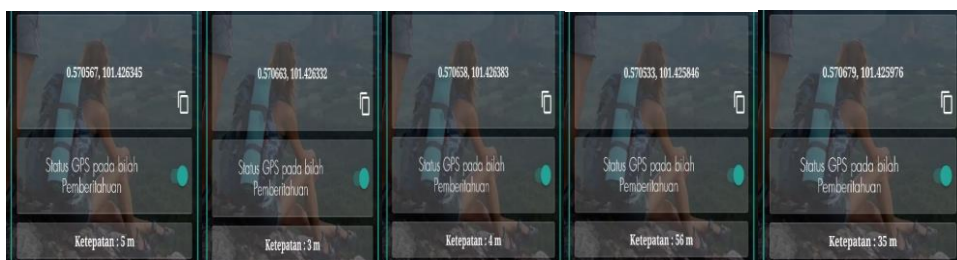 0.570567, 101.426345
Status GPS pada bilah
Pemberitahuan
Ketepatan : 5 m
0.570663, 101.426332
Status GPS pada bilah
Pemberitahuan
Ketepatan : 3 m
0.570658, 101.426383
Status GPS pada bilah
Pemberitahuan
Ketepatan : 4 m
0.570533, 101.425846
Status GPS pada bilah
Pemberitahuan
Ketepatan : 56 m
0.570679, 101.425976
Status GPS pada bilah
Pemberitahuan
Ketepatan : 35 m